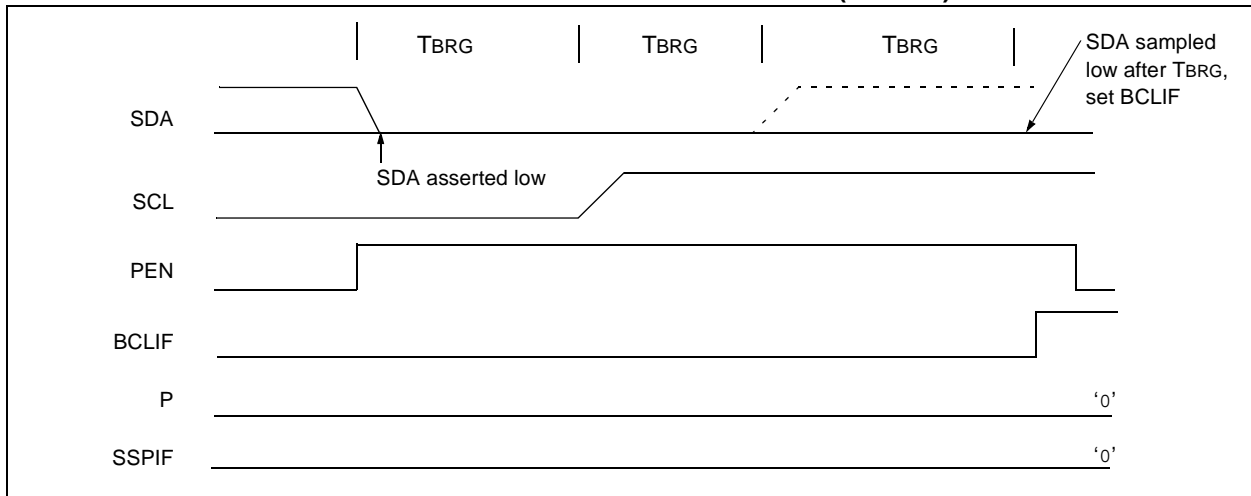 TBRG TBRG TBRG
SDA sampled
low after TBRG,
set BCLIF
SDA
SDA asserted low
SCL
PEN
BCLIF
P
‘0’
SSPIF
‘0’